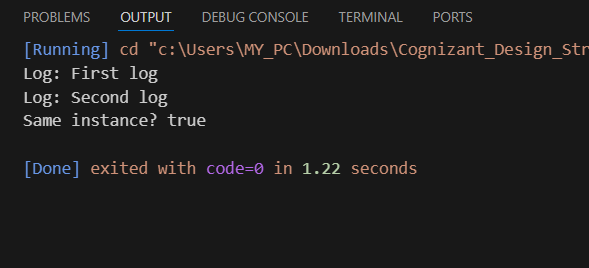 PROBLEMS OUTPUT DEBUG CONSOLE TERMINAL PORTS
[Running] cd "c:\Users\MY_PC\Downloads\Cognizant_Design_Str
Log: First log
Log: Second log
Same instance? true
[Done] exited with code=0 in 1.22 seconds